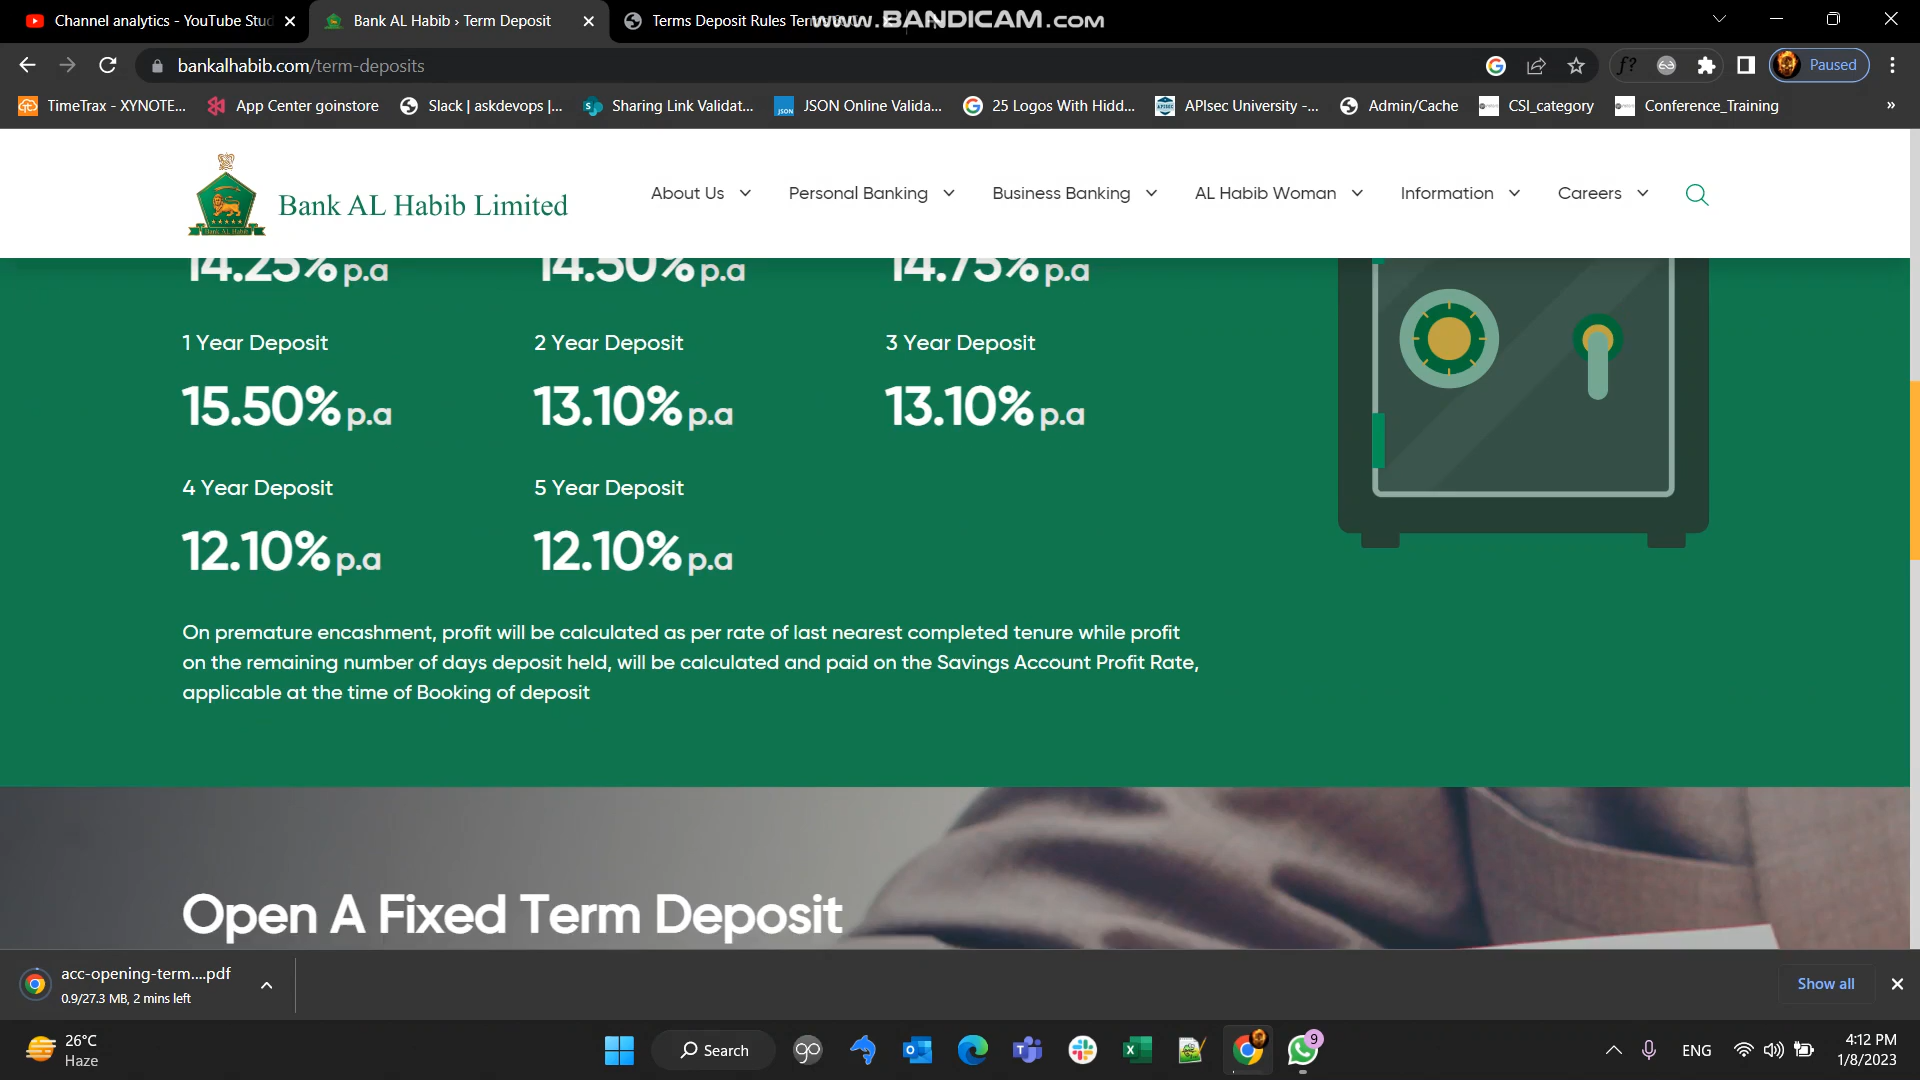 Channel analytics - YouTube Stud
Bank AL Habib › Term Deposit
Terms Deposit Rules
www.BANDICAM.com
bankalhabib.com/term-deposits
f?
Paused
TimeTrax - XYNOTE...
App Center goinstore
Slack | askdevops |...
Sharing Link Validat...
JSON Online Valida...
25 Logos With Hidd...
APIsec University -...
Admin/Cache
CSI_category
Conference_Training
»
Bank AL Habib Limited
About Us
Personal Banking
Business Banking
AL Habib Woman
Information
Careers
14.25% p.a
14.50% p.a
14.75% p.a
1 Year Deposit
2 Year Deposit
3 Year Deposit
15.50% p.a
13.10% p.a
13.10% p.a
4 Year Deposit
5 Year Deposit
12.10% p.a
12.10% p.a
On premature encashment, profit will be calculated as per rate of last nearest completed tenure while profit
on the remaining number of days deposit held, will be calculated and paid on the Savings Account Profit Rate,
applicable at the time of Booking of deposit
Open A Fixed Term Deposit
acc-opening-term....pdf
0.9/27.3 MB, 2 mins left
Show all
26°C
Haze
Search
9
ENG
4:12 PM
1/8/2023